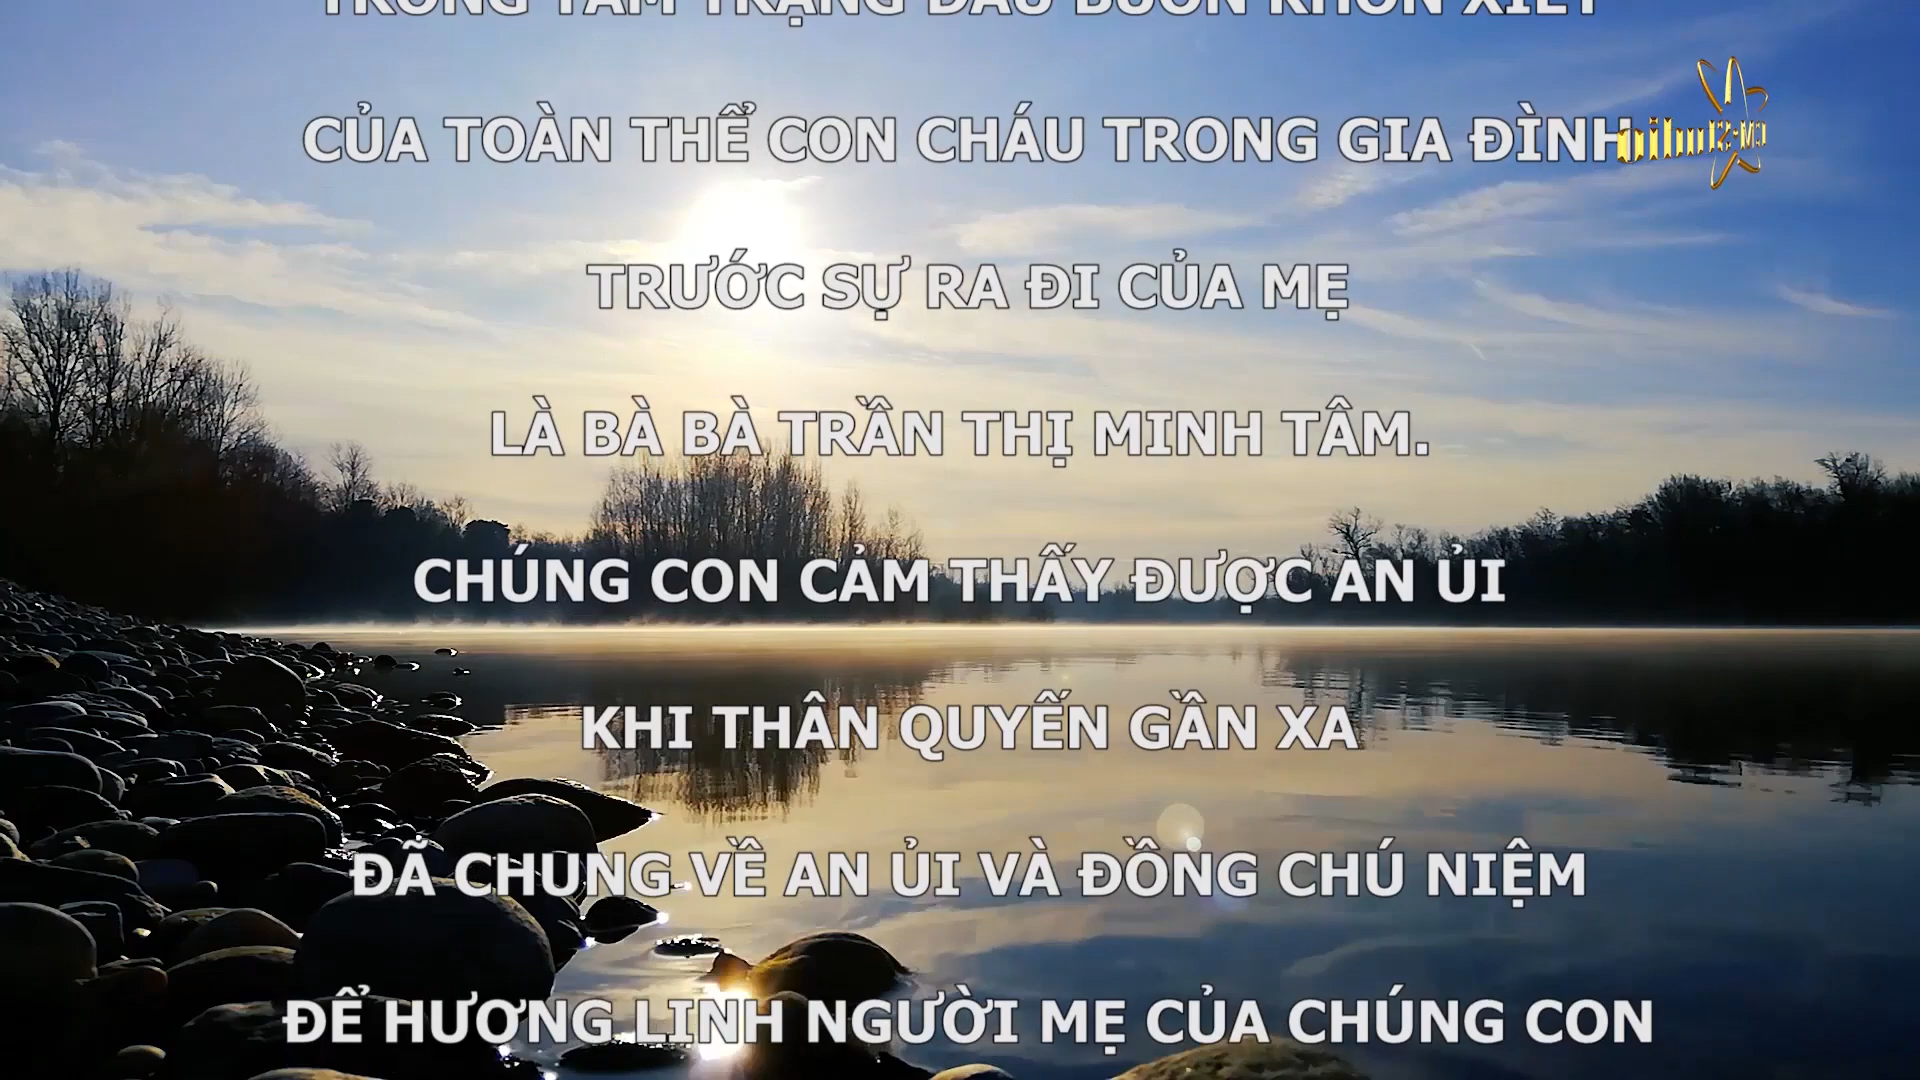 TRONG TÂM TRẠNG ĐAU BUỒN KHÔN XIẾT
CỦA TOÀN THỂ CON CHÁU TRONG GIA ĐÌNH
TRƯỚC SỰ RA ĐI CỦA MẸ
LÀ BÀ BÀ TRẦN THỊ MINH TÂM.
CHÚNG CON CẢM THẤY ĐƯỢC AN ỦI
KHI THÂN QUYẾN GẦN XA
ĐÃ CHUNG VỀ AN ỦI VÀ ĐỒNG CHÚ NIỆM
ĐỂ HƯƠNG LINH NGƯỜI MẸ CỦA CHÚNG CON